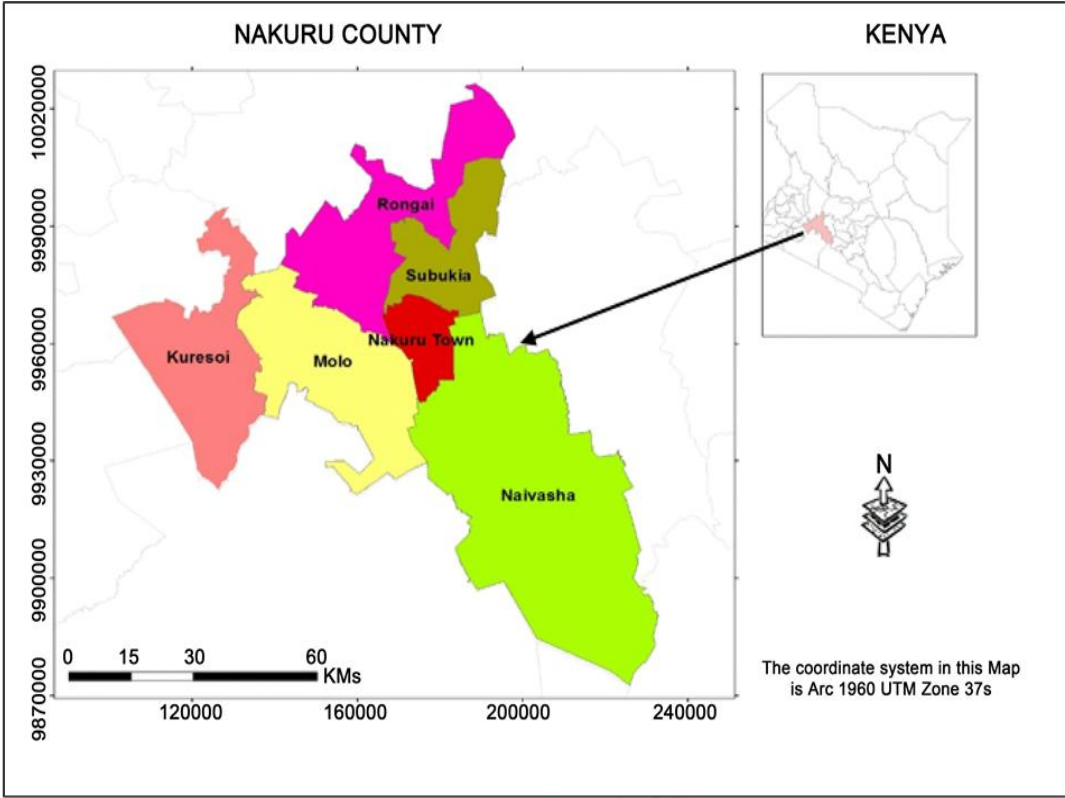 NAKURU COUNTY
KENYA
10020000
9990000
9960000
9930000
9900000
9870000
Rongai
Subukia
Nakuru Town
Kuresoi
Molo
Naivasha
N
0 15 30 60
KMs
120000 160000 200000 240000
The coordinate system in this Map
is Arc 1960 UTM Zone 37s